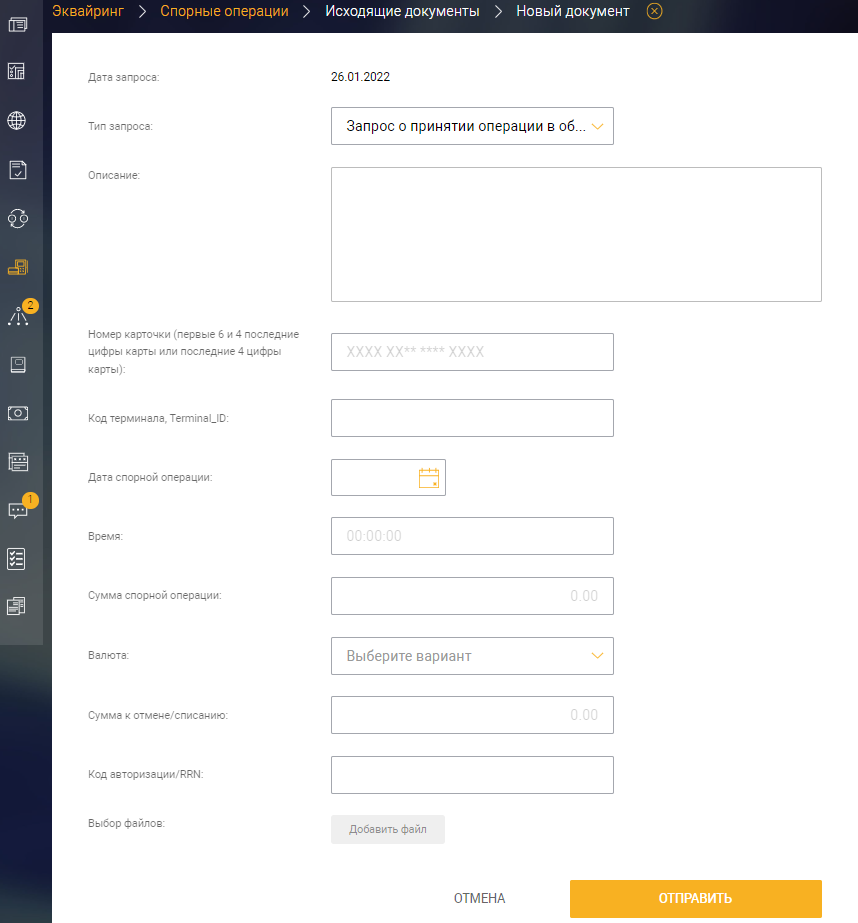 Эквайринг > Спорные операции > Исходящие документы > Новый документ
Дата запроса: 26.01.2022
Тип запроса: Запрос о принятии операции в об...
Описание:
2
Номер карточки (первые 6 и 4 последние
цифры карты или последние 4 цифры
карты):
XXXX XX** **** XXXX
Код терминала, Terminal_ID:
Дата спорной операции:
1
Время: 00:00:00
Сумма спорной операции: 0.00
Валюта: Выберите вариант
Сумма к отмене/списанию: 0.00
Код авторизации/RRN:
Выбор файлов: Добавить файл
ОТМЕНА ОТПРАВИТЬ